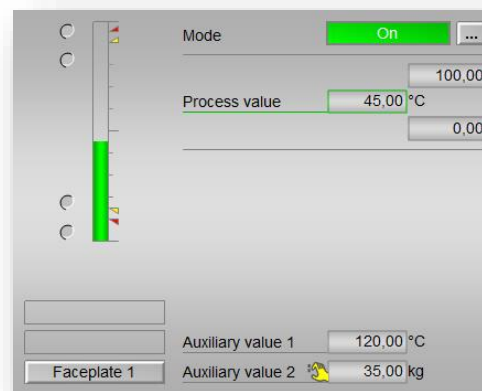 Mode On ...
100,00
Process value 45,00 °C
0,00
Auxiliary value 1 120,00 °C
Faceplate 1 Auxiliary value 2 35,00 kg